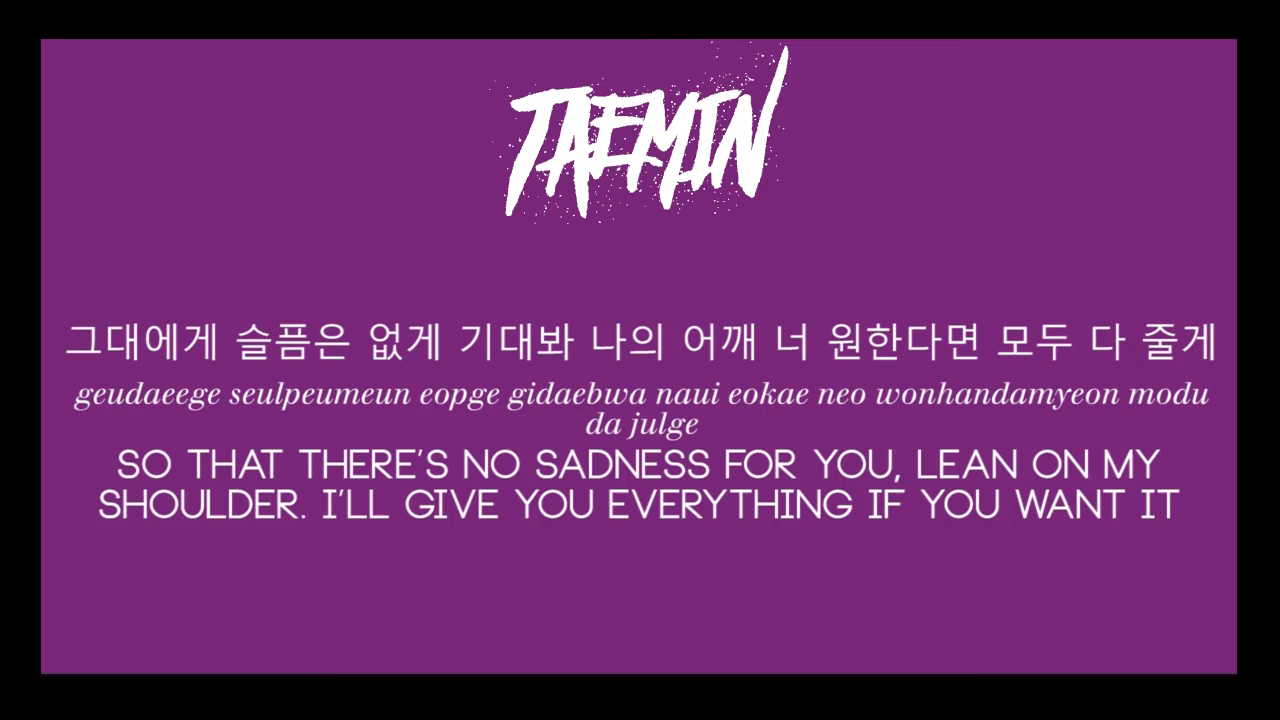 TAEMIN
그대에게 슬픔은 없게 기대봐 나의 어깨 너 원한다면 모두 다 줄게
geudaeege seulpeumeun eopge gidaebwa naui eokae neo wonhandamyeon modu
da julge
SO THAT THERE'S NO SADNESS FOR YOU, LEAN ON MY
SHOULDER. I'LL GIVE YOU EVERYTHING IF YOU WANT IT